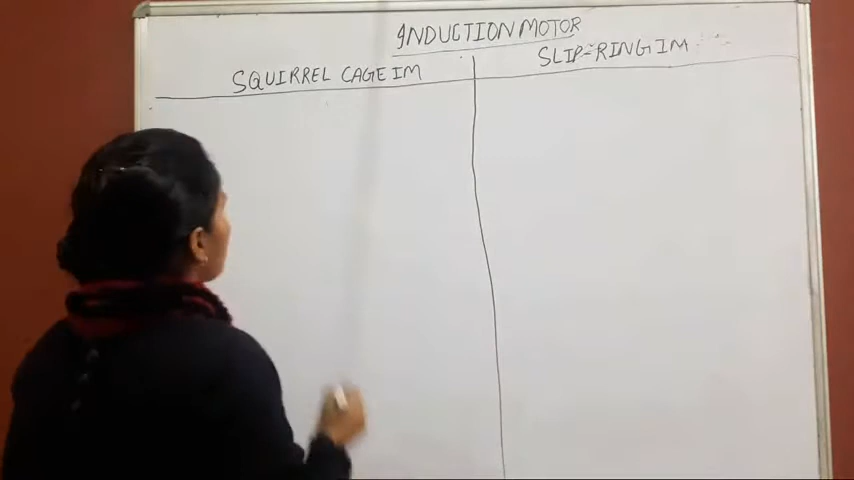 INDUCTION MOTOR
SQUIRREL CAGE IM
SLIP-RING IM